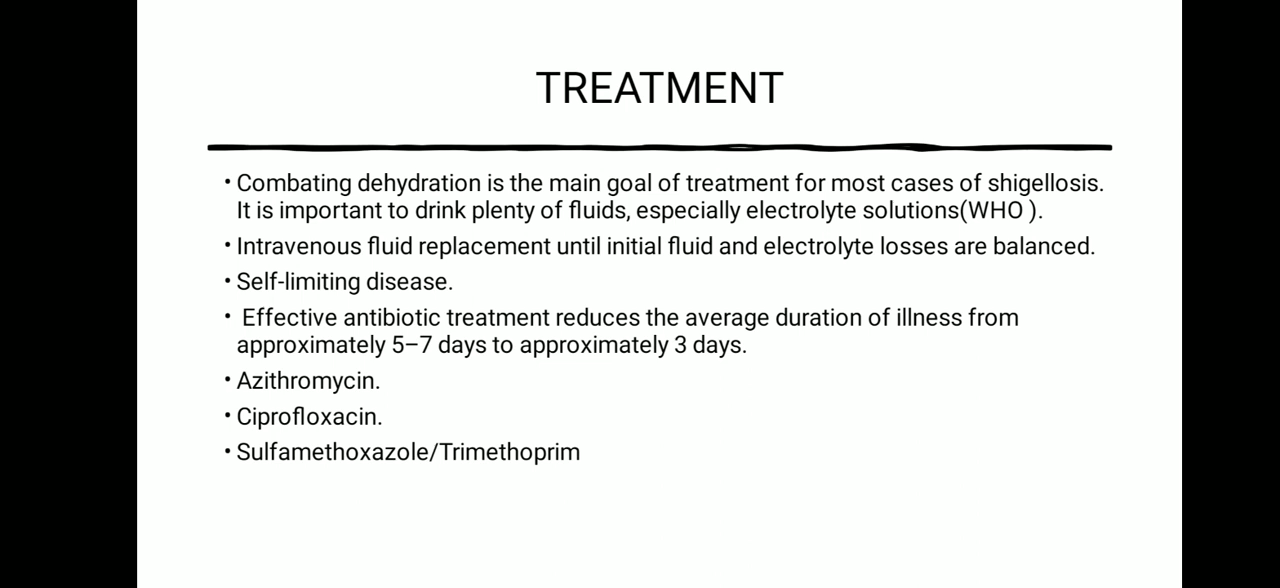 TREATMENT
• Combating dehydration is the main goal of treatment for most cases of shigellosis.
It is important to drink plenty of fluids, especially electrolyte solutions(WHO ).
• Intravenous fluid replacement until initial fluid and electrolyte losses are balanced.
• Self-limiting disease.
• Effective antibiotic treatment reduces the average duration of illness from
approximately 5–7 days to approximately 3 days.
• Azithromycin.
• Ciprofloxacin.
• Sulfamethoxazole/Trimethoprim